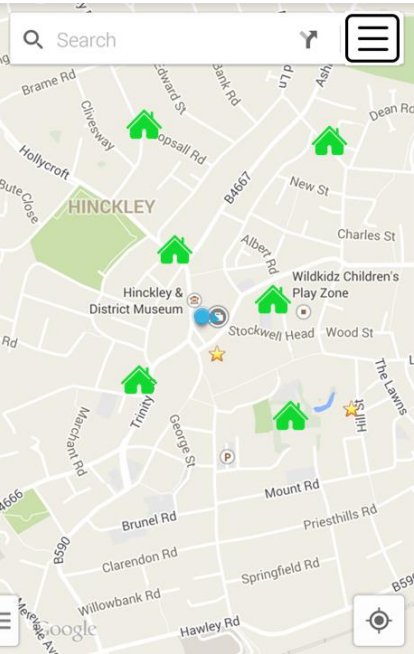 Search
Brame Rd
Clivesway
Edward St
Bank Rd
Dean Ro
Hollycroft
opsall Rd
B4667
New St
Bute Close
HINCKLEY
Charles St
Albert Rd
Wildkidz Children's
Play Zone
Hinckley &
District Museum
Stockwell Head
Wood St
Rd
The Lawns
Trinity
Hill St
Marchant Rd
George St
P
Mount Rd
Brunel Rd
Priesthills Rd
B590
Clarendon Rd
Springfield Rd
Willowbank Rd
Google
Hawley Rd